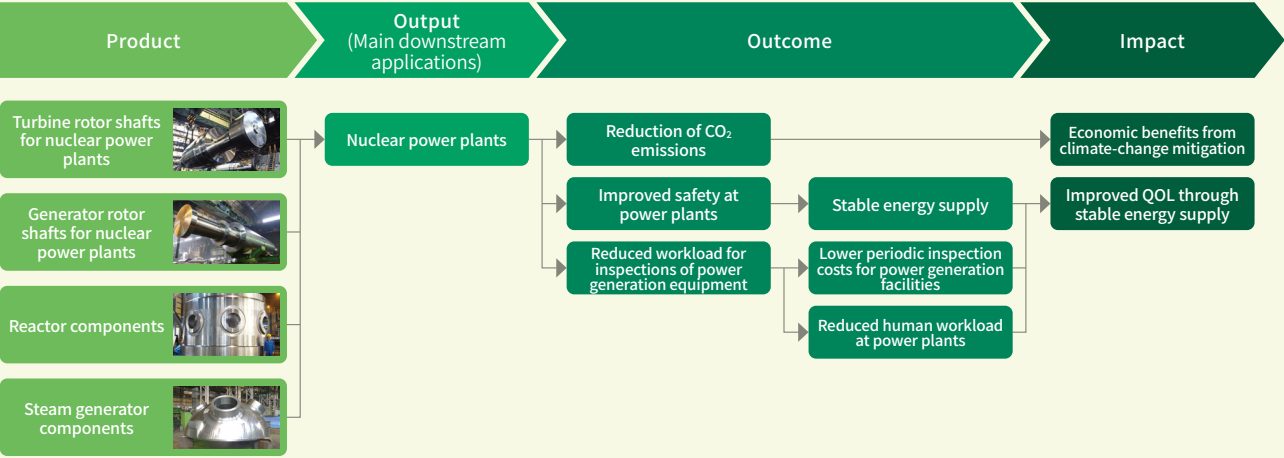 Product
Output
(Main downstream
applications)
Outcome
Impact
Turbine rotor shafts
for nuclear power
plants
Generator rotor
shafts for nuclear
power plants
Reactor components
Steam generator
components
Nuclear power plants
Reduction of CO₂
emissions
Improved safety at
power plants
Reduced workload for
inspections of power
generation equipment
Stable energy supply
Lower periodic inspection
costs for power generation
facilities
Reduced human workload
at power plants
Economic benefits from
climate-change mitigation
Improved QOL through
stable energy supply